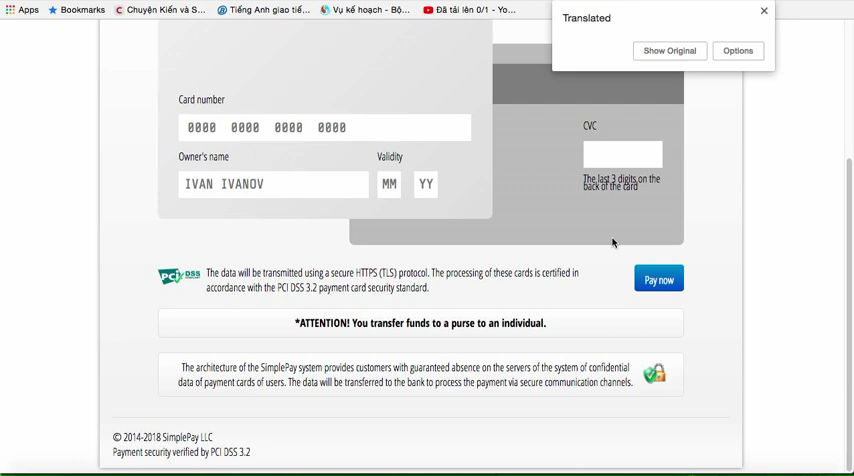 Apps Bookmarks Chuyện Kiến và S... Tiếng Anh giao tiế... Vụ kế hoạch - Bộ... Đã tải lên 0/1 - Yo...
Translated
Show Original Options
Card number
0000 0000 0000 0000
CVC
Owner's name Validity
IVAN IVANOV MM YY
The last 3 digits on the
back of the card
PCI DSS
The data will be transmitted using a secure HTTPS (TLS) protocol. The processing of these cards is certified in
accordance with the PCI DSS 3.2 payment card security standard.
Pay now
*ATTENTION! You transfer funds to a purse to an individual.
The architecture of the SimplePay system provides customers with guaranteed absence on the servers of the system of confidential
data of payment cards of users. The data will be transferred to the bank to process the payment via secure communication channels.
© 2014-2018 SimplePay LLC
Payment security verified by PCI DSS 3.2